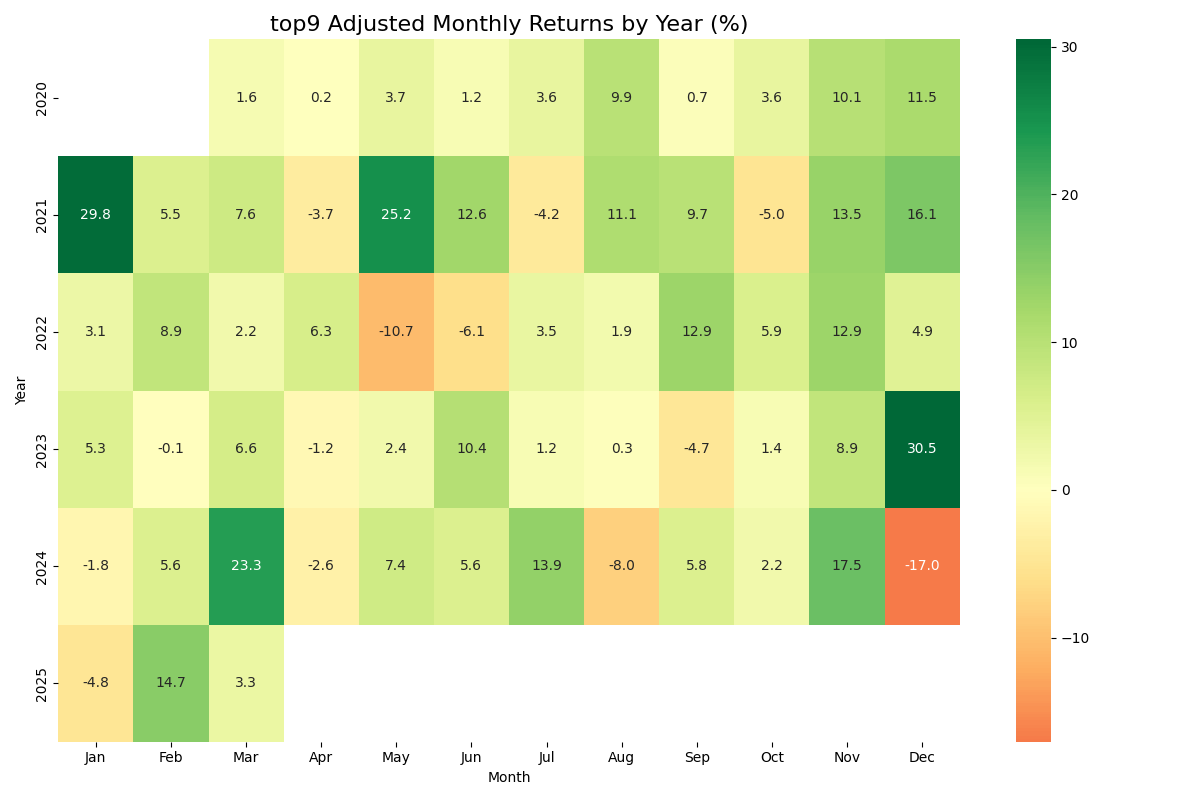 top9 Adjusted Monthly Returns by Year (%)
2020 1.6 0.2 3.7 1.2 3.6 9.9 0.7 3.6 10.1 11.5
2021 29.8 5.5 7.6 -3.7 25.2 12.6 -4.2 11.1 9.7 -5.0 13.5 16.1
2022 3.1 8.9 2.2 6.3 -10.7 -6.1 3.5 1.9 12.9 5.9 12.9 4.9
2023 5.3 -0.1 6.6 -1.2 2.4 10.4 1.2 0.3 -4.7 1.4 8.9 30.5
2024 -1.8 5.6 23.3 -2.6 7.4 5.6 13.9 -8.0 5.8 2.2 17.5 -17.0
2025 -4.8 14.7 3.3
Jan Feb Mar Apr May Jun Jul Aug Sep Oct Nov Dec
Month
Year
30
20
10
0
−10